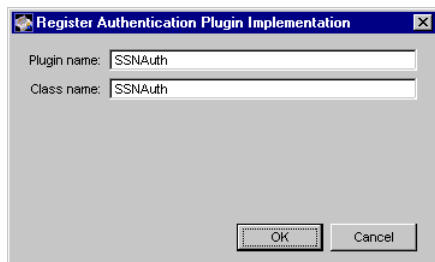 Register Authentication Plugin Implementation
Plugin name: SSNAuth
Class name: SSNAuth
OK Cancel